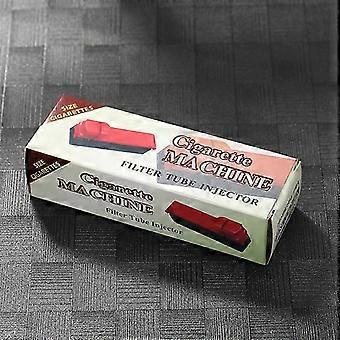 SIZE
CIGARETTES
Cigarette
MACHINE
FILTER TUBE INJECTOR
SIZE
CIGARETTES
Cigarette
MACHINE
Filter Tube Injector